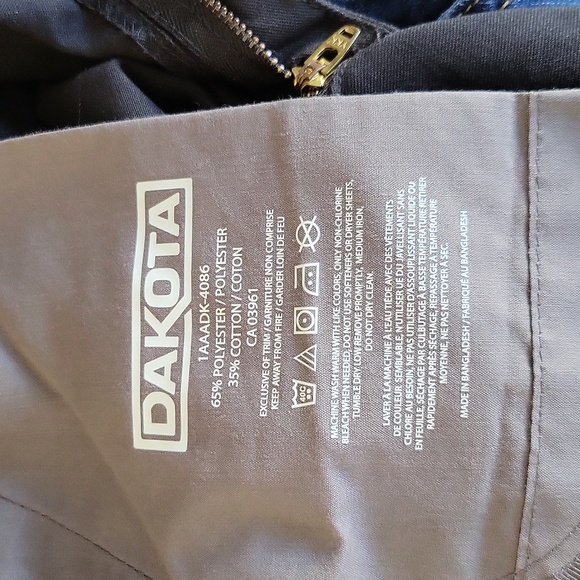 DAKOTA
1AAADK-4086
65% POLYESTER / POLYESTER
35% COTTON / COTON
CA 03961
EXCLUSIVE OF TRIM / GARNITURE NON COMPRISE
KEEP AWAY FROM FIRE / GARDER LOIN DE FEU
40C
MACHINE WASH WARM WITH LIKE COLORS, ONLY NON-CHLORINE
BLEACH WHEN NEEDED. DO NOT USE SOFTENERS OR DRYER SHEETS,
TUMBLE DRY LOW, REMOVE PROMPTLY, MEDIUM IRON,
DO NOT DRY CLEAN.
LAVER À LA MACHINE À L'EAU TIÈDE AVEC DES VÊTEMENTS
DE COULEUR SEMBLABLE, N'UTILISER UE DU JAVELLISANT SANS
CHLORE AU BESOIN, NE PAS UTILISER D'ASSOUPLISSANT LIQUIDE OU
EN FEUILLE, SÉCHER PAR CULBUTAGE À BASSE TEMPÉRATURE RETIRER
RAPIDEMENT APRÈS SÉCHAGE, REPASSAGE À TEMPÉRATURE
MOYENNE, NE PAS NETTOYER À SEC.
MADE IN BANGLADESH / FABRIQUÉ AU BANGLADESH